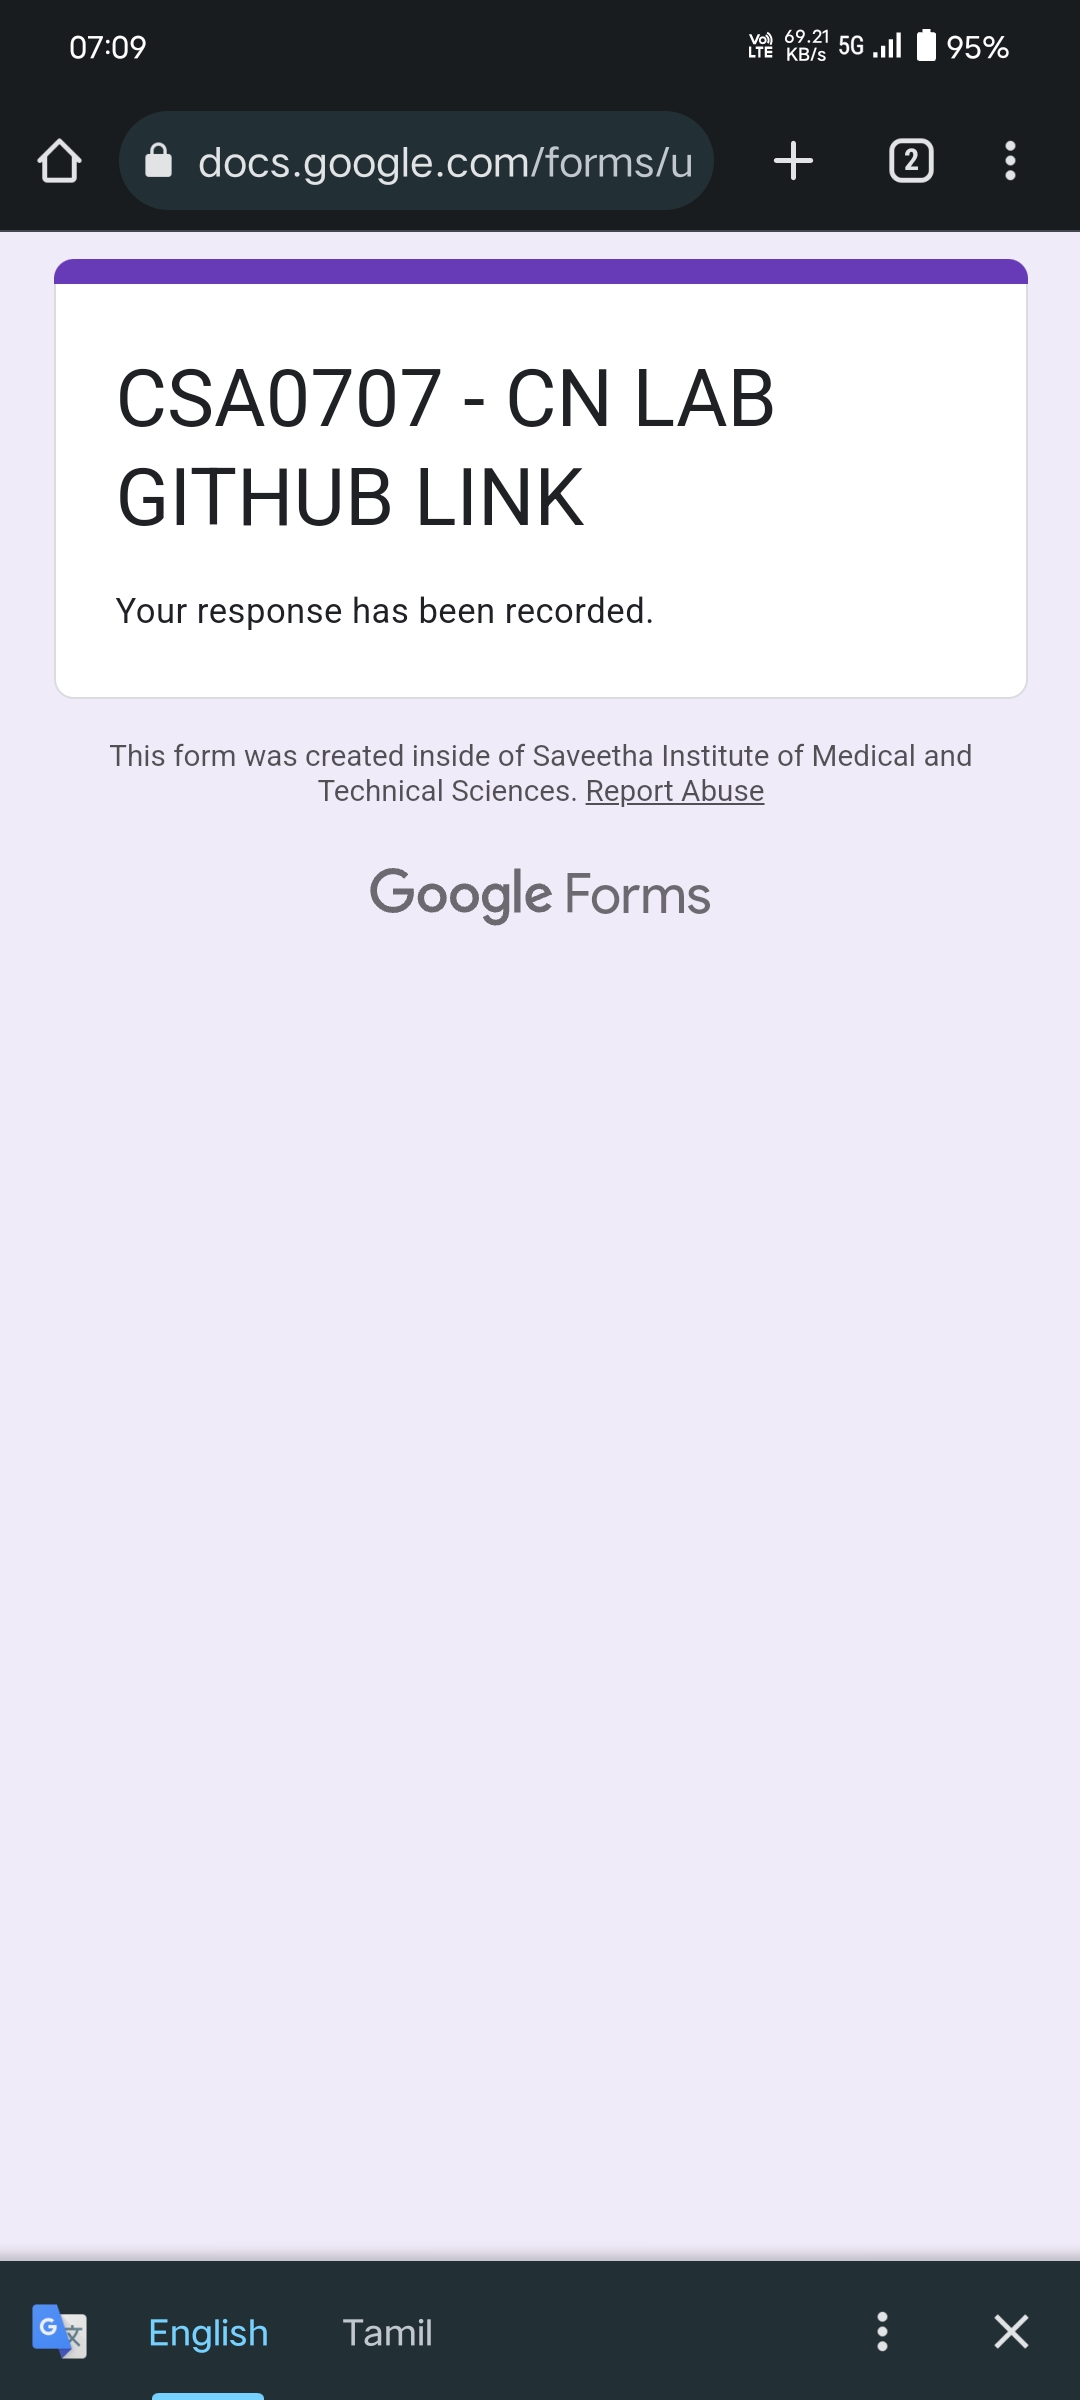 07:09
Vo)) LTE 69.21 KB/s 5G 95%
docs.google.com/forms/u
2
CSA0707 - CN LAB
GITHUB LINK
Your response has been recorded.
This form was created inside of Saveetha Institute of Medical and
Technical Sciences. Report Abuse
Google Forms
G 文
English Tamil